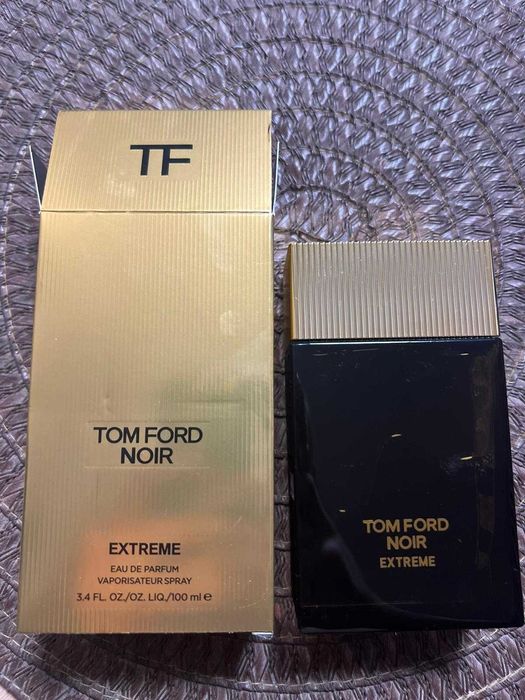 TF
TOM FORD
NOIR
EXTREME
EAU DE PARFUM
VAPORISATEUR SPRAY
3.4 FL. OZ./OZ. LIQ./100 ml ℮
TOM FORD
NOIR
EXTREME